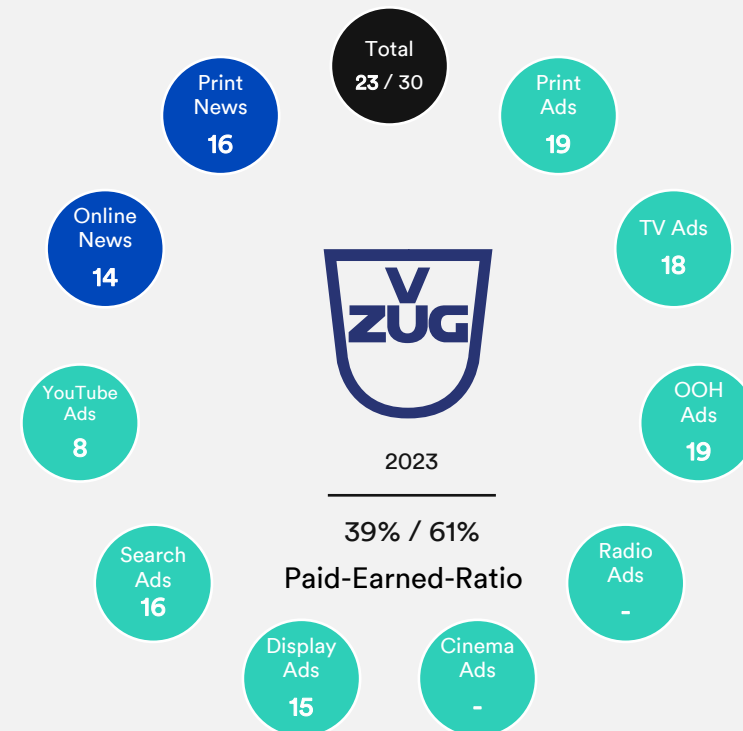 Total
23 / 30
Print
News
16
Print
Ads
19
Online
News
14
TV Ads
18
V
ZUG
YouTube
Ads
8
OOH
Ads
19
2023
39% / 61%
Paid-Earned-Ratio
Search
Ads
16
Radio
Ads
-
Display
Ads
15
Cinema
Ads
-